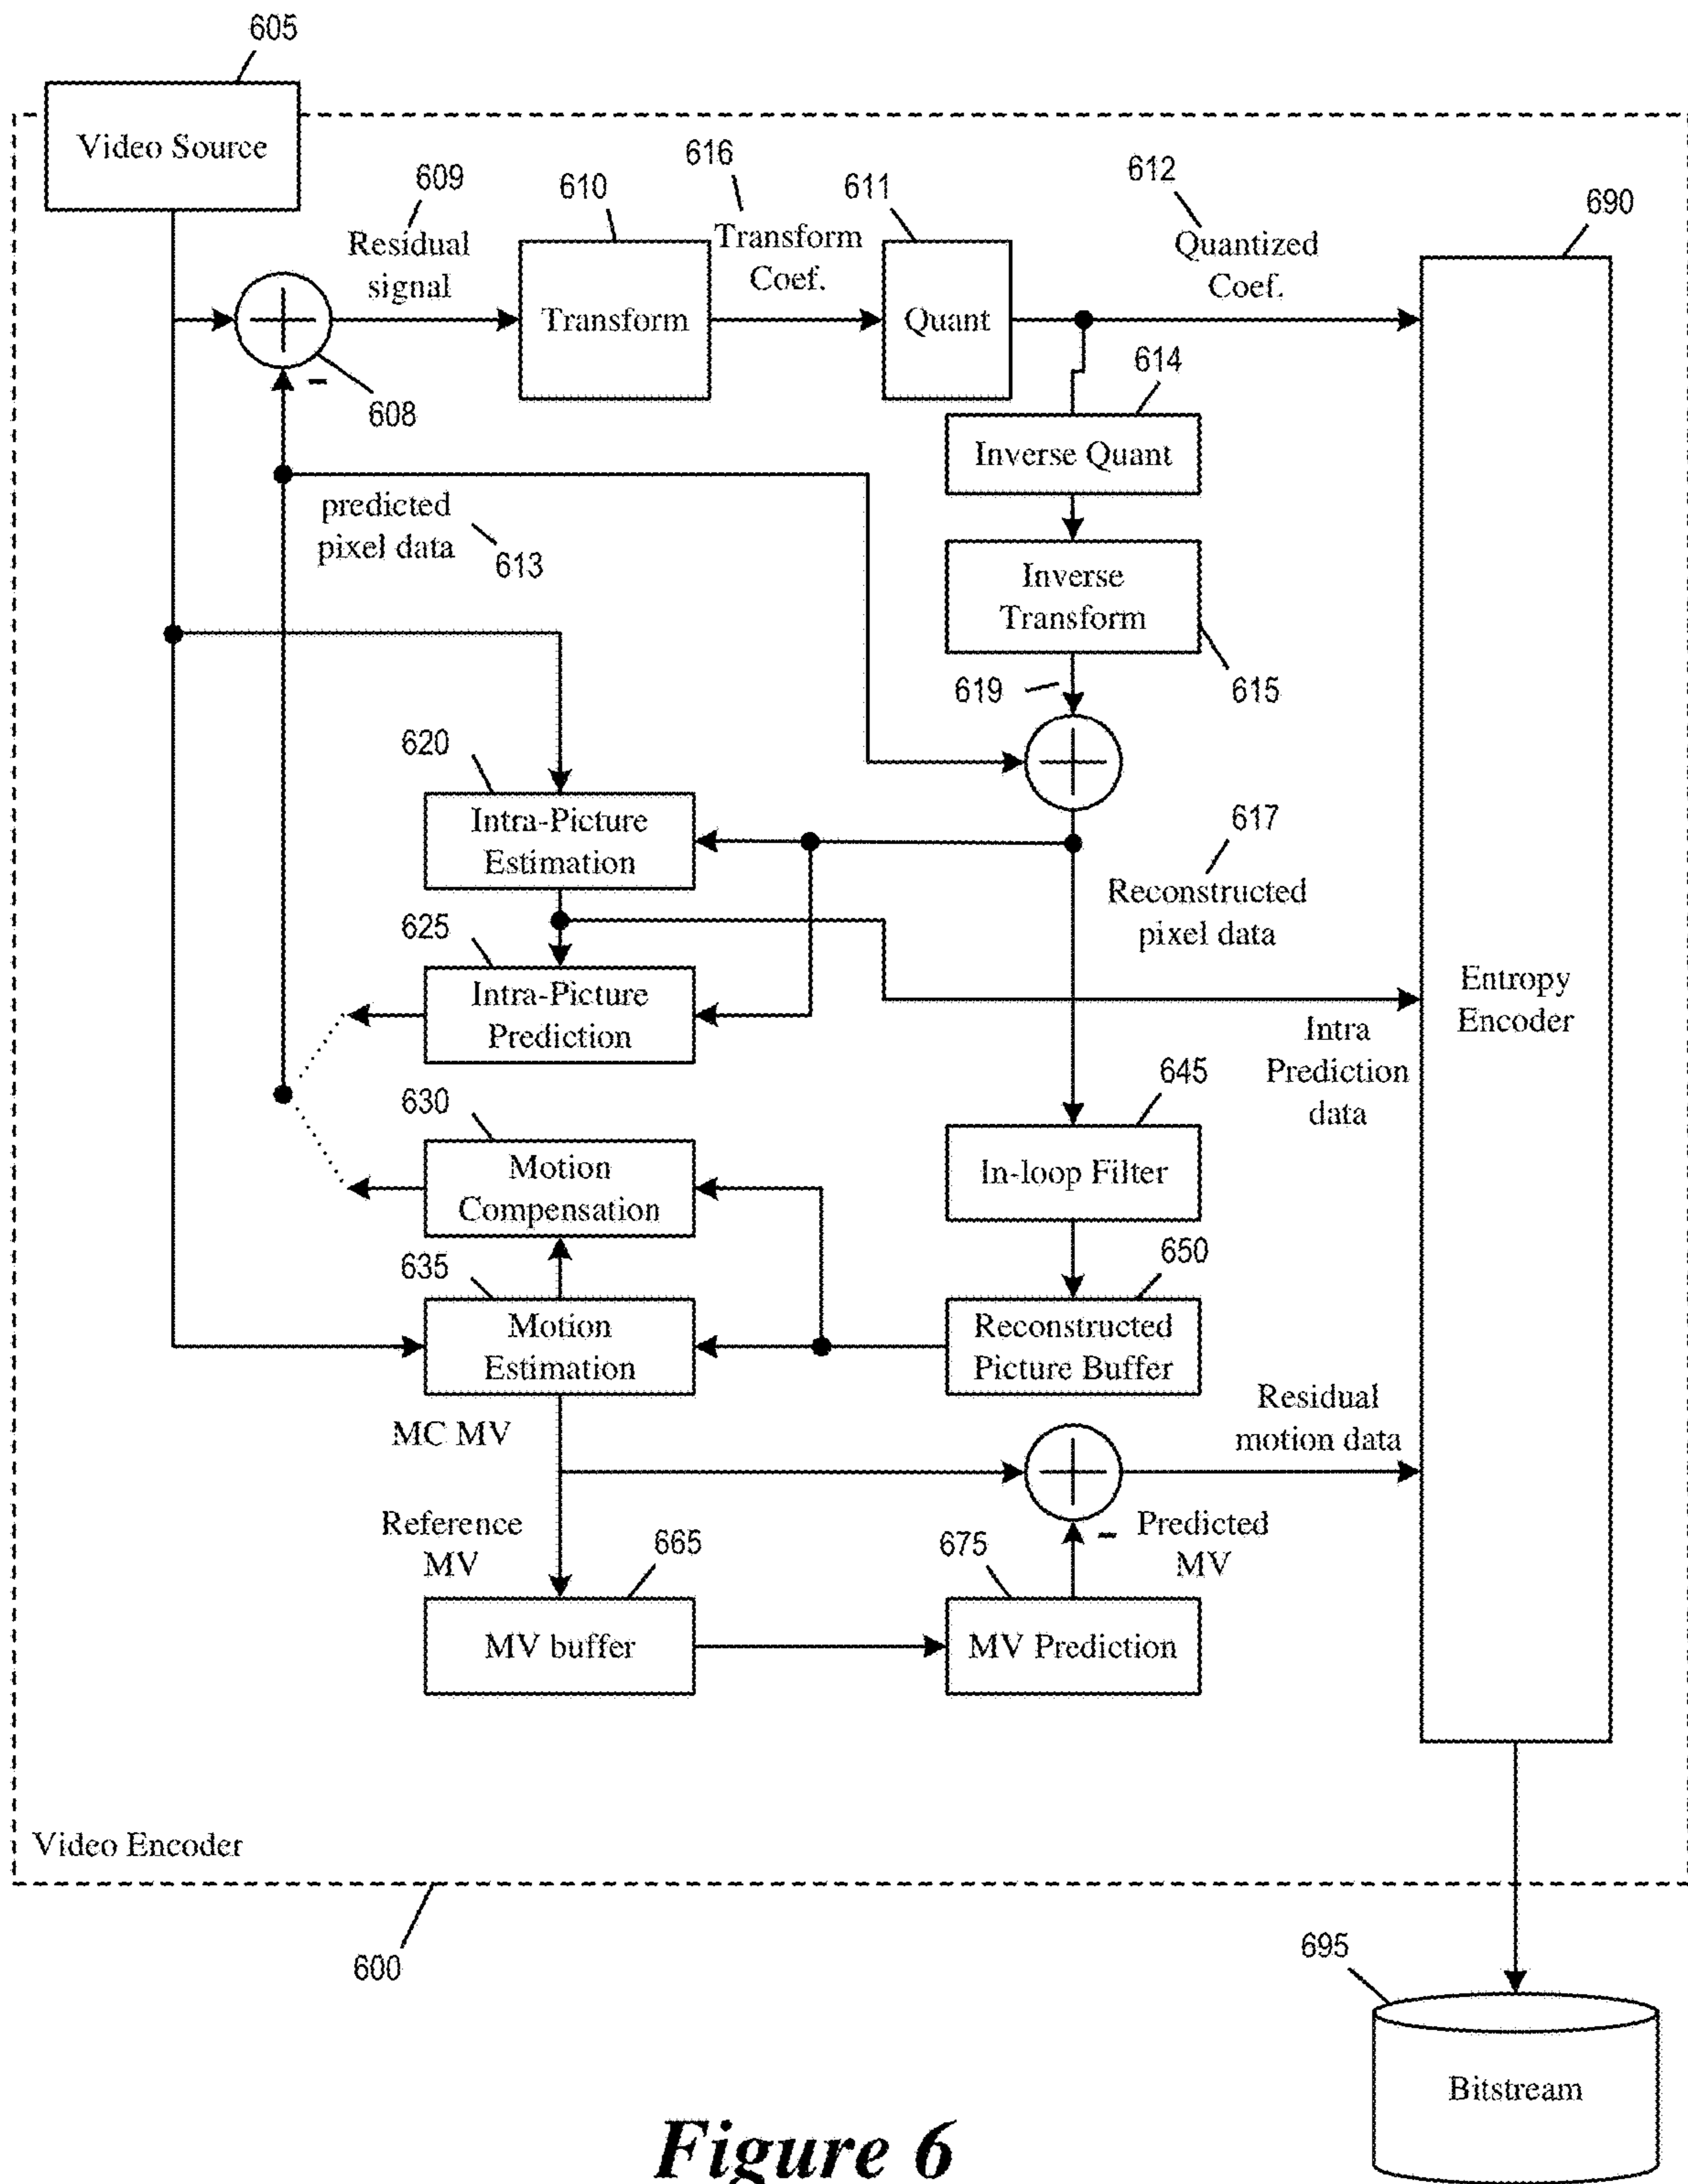 605
Video Source
609
Residual
signal
610
Transform
616
Transform
Coef.
611
Quant
612
Quantized
Coef.
690
608
-
614
Inverse Quant
predicted
pixel data
613
Inverse
Transform
615
619
620
Intra-Picture
Estimation
617
Reconstructed
pixel data
625
Intra-Picture
Prediction
Entropy
Encoder
Intra
Prediction
data
630
Motion
Compensation
645
In-loop Filter
635
Motion
Estimation
650
Reconstructed
Picture Buffer
MC MV
Residual
motion data
Reference
MV
665
675
-
Predicted
MV
MV buffer
MV Prediction
Video Encoder
600
695
Bitstream
Figure 6